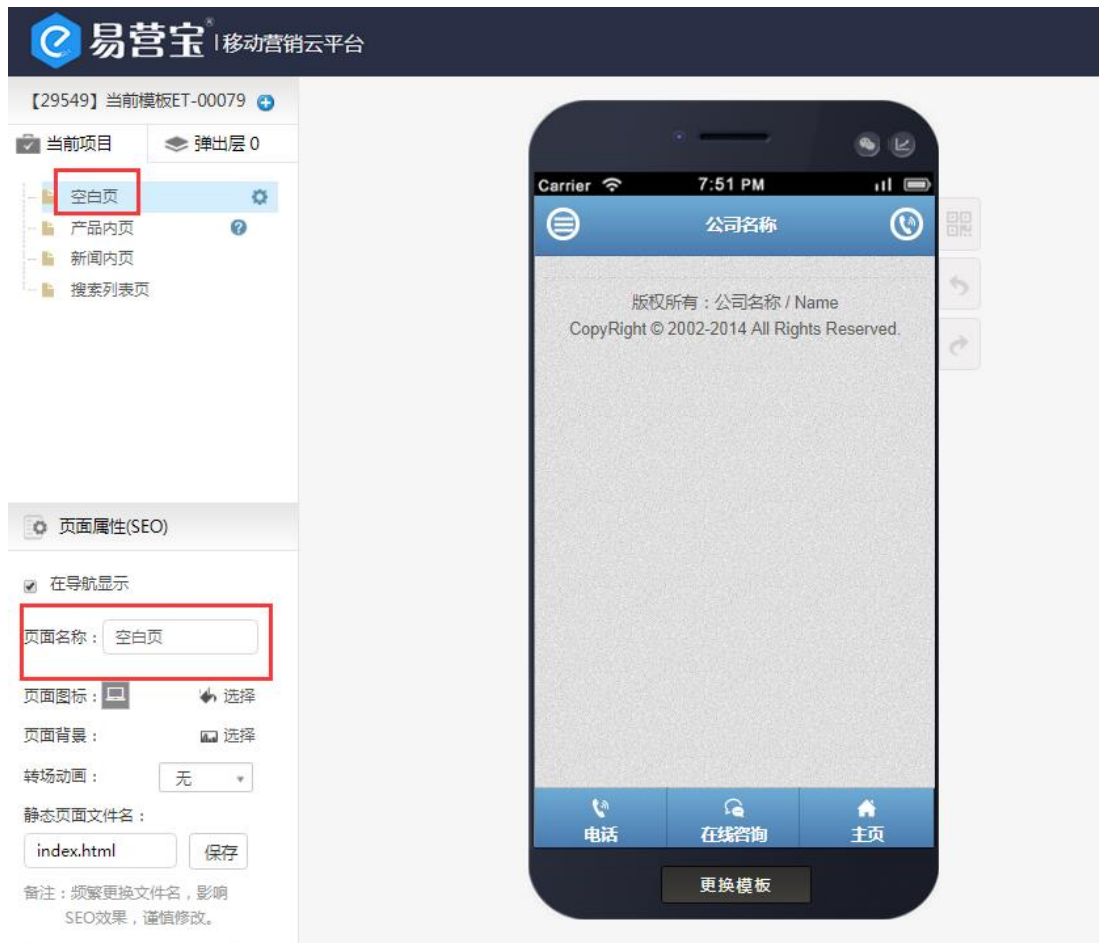 易营宝® | 移动营销云平台
【29549】当前模板ET-00079
当前项目
弹出层 0
空白页
产品内页
新闻内页
搜索列表页
页面属性(SEO)
在导航显示
页面名称： 空白页
页面图标： 选择
页面背景： 选择
转场动画： 无
静态页面文件名：
index.html 保存
备注：频繁更换文件名，影响
SEO效果，谨慎修改。
Carrier 7:51 PM
公司名称
版权所有：公司名称 / Name
CopyRight © 2002-2014 All Rights Reserved.
电话 在线咨询 主页
更换模板